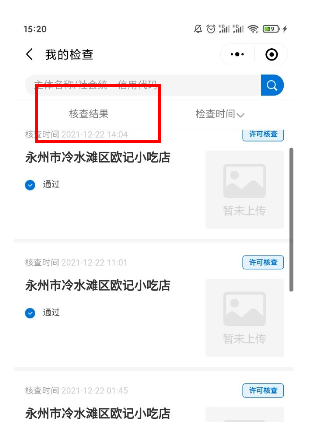 15:20
我的检查
主体名称/社会统一信用代码
核查结果
检查时间
核查时间 2021-12-22 14:04
许可核查
永州市冷水滩区欧记小吃店
通过
暂未上传
核查时间 2021-12-22 11:01
许可核查
永州市冷水滩区欧记小吃店
通过
暂未上传
核查时间 2021-12-22 01:45
许可核查
永州市冷水滩区欧记小吃店